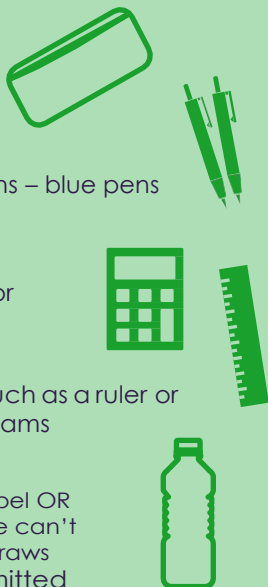 ns – blue pens
or
uch as a ruler or
ams
bel OR
e can't
raws
mitted